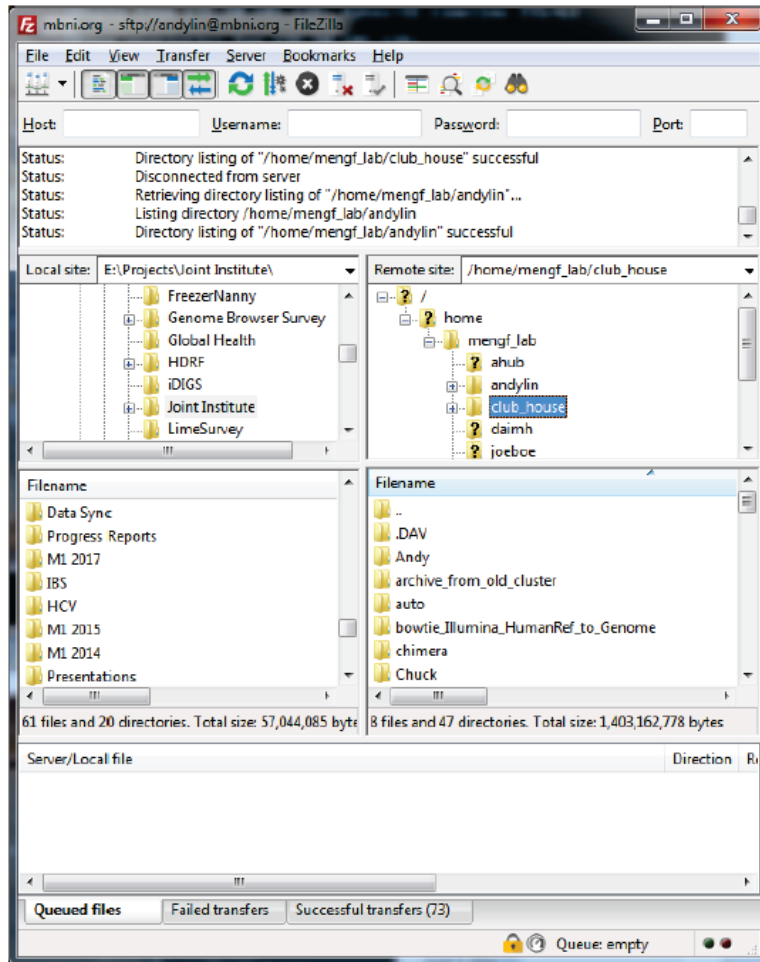 mbni.org - sftp://andylin@mbni.org - FileZilla
File Edit View Transfer Server Bookmarks Help
Host: Username: Password: Port:
Status: Directory listing of "/home/mengf_lab/club_house" successful
Status: Disconnected from server
Status: Retrieving directory listing of "/home/mengf_lab/andylin"...
Status: Listing directory /home/mengf_lab/andylin
Status: Directory listing of "/home/mengf_lab/andylin" successful
Local site: E:\Projects\Joint Institute\
FreezerNanny
Genome Browser Survey
Global Health
HDRF
iDIGS
Joint Institute
LimeSurvey
Remote site: /home/mengf_lab/club_house
/
home
mengf_lab
ahub
andylin
club_house
daimh
joeboe
Filename
Data Sync
Progress Reports
M1 2017
IBS
HCV
M1 2015
M1 2014
Presentations
61 files and 20 directories. Total size: 57,044,085 byte
Filename
..
.DAV
Andy
archive_from_old_cluster
auto
bowtie_Illumina_HumanRef_to_Genome
chimera
Chuck
8 files and 47 directories. Total size: 1,403,162,778 bytes
Server/Local file Direction R
Queued files Failed transfers Successful transfers (73)
Queue: empty